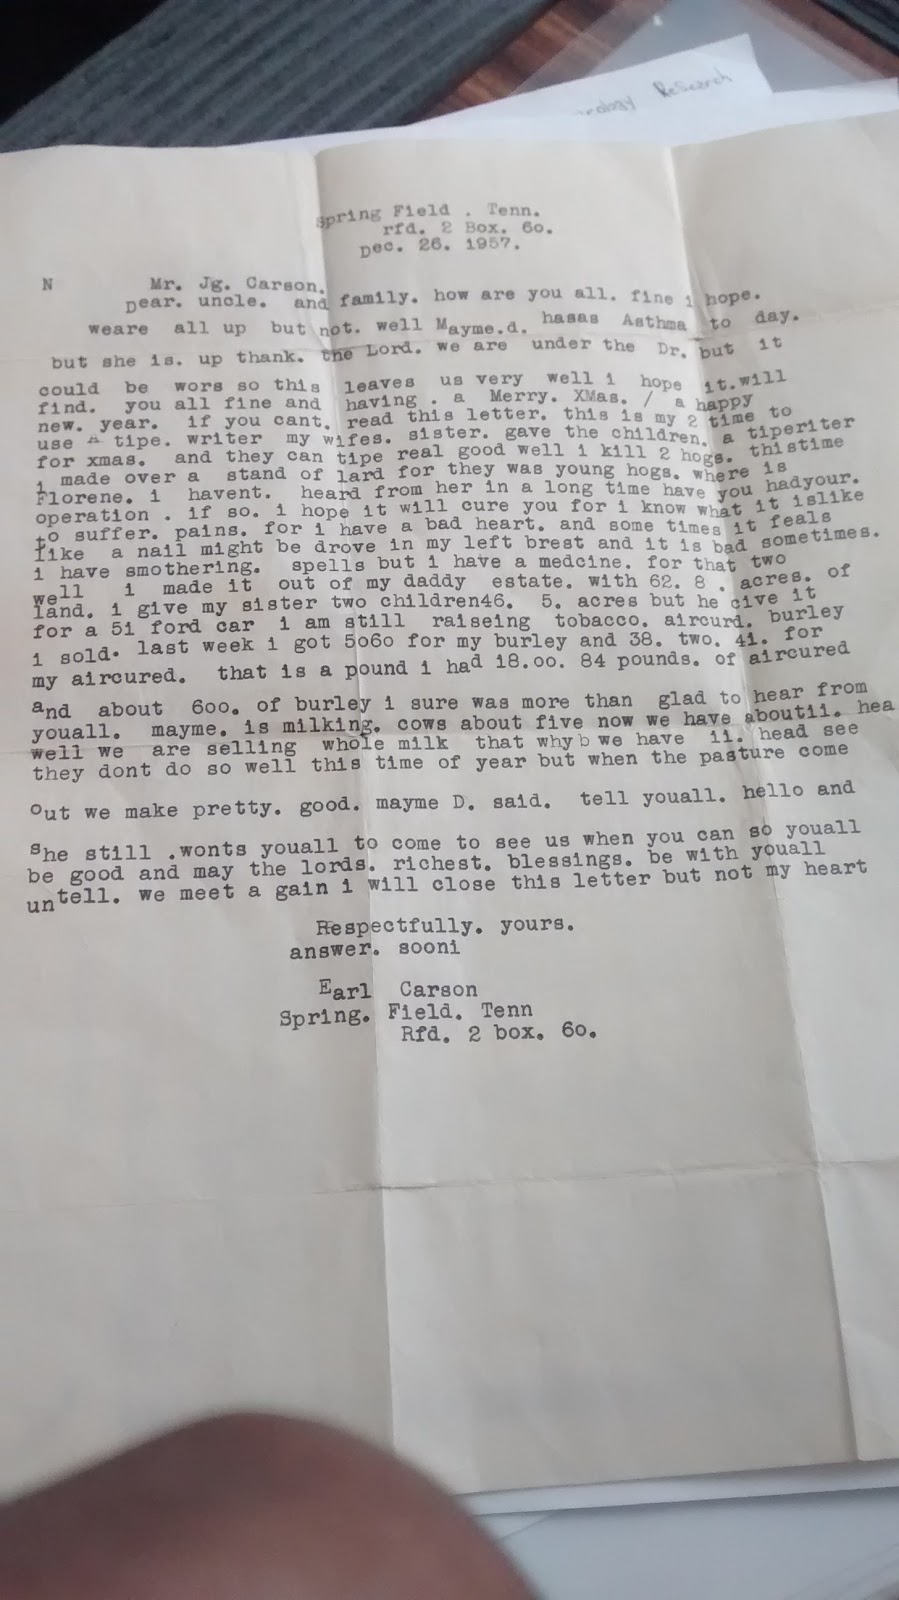 Research
Spring Field . Tenn.
rfd. 2 Box. 6o.
Dec. 26. 1957.
N Mr. Jg. Carson.
Dear. uncle. and family. how are you all. fine i hope.
weare all up but not. well Mayme.d. hasas Asthma to day.
but she is. up thank. the Lord. we are under the Dr. but it
could be wors so this leaves us very well i hope it.will
find. you all fine and having . a Merry. XMas. / a happy
new. year. if you cant. read this letter. this is my 2 time to
use a tipe. writer my wifes. sister. gave the children. a tiperiter
for xmas. and they can tipe real good well i kill 2 hogs. thistime
i made over a stand of lard for they was young hogs. where is
Florene. i havent. heard from her in a long time have you hadyour.
operation . if so. i hope it will cure you for i know what it islike
to suffer. pains. for i have a bad heart. and some times it feals
like a nail might be drove in my left brest and it is bad sometimes.
i have smothering. spells but i have a medcine. for that two
well i made it out of my daddy estate. with 62. 8 . acres. of
land. i give my sister two children46. 5. acres but he cive it
for a 5i ford car i am still raiseing tobacco. aircurd. burley
i sold. last week i got 5o6o for my burley and 38. two. 4i. for
my aircured. that is a pound i had i8.oo. 84 pounds. of aircured
and about 6oo. of burley i sure was more than glad to hear from
youall. mayme. is milking. cows about five now we have aboutii. hea
well we are selling whole milk that why b we have ii. head see
they dont do so well this time of year but when the pasture come
out we make pretty. good. mayme D. said. tell youall. hello and
she still .wonts youall to come to see us when you can so youall
be good and may the lords. richest. blessings. be with youall
untell. we meet a gain i will close this letter but not my heart
Respectfully. yours.
answer. sooni
Earl Carson
Spring. Field. Tenn
Rfd. 2 box. 6o.